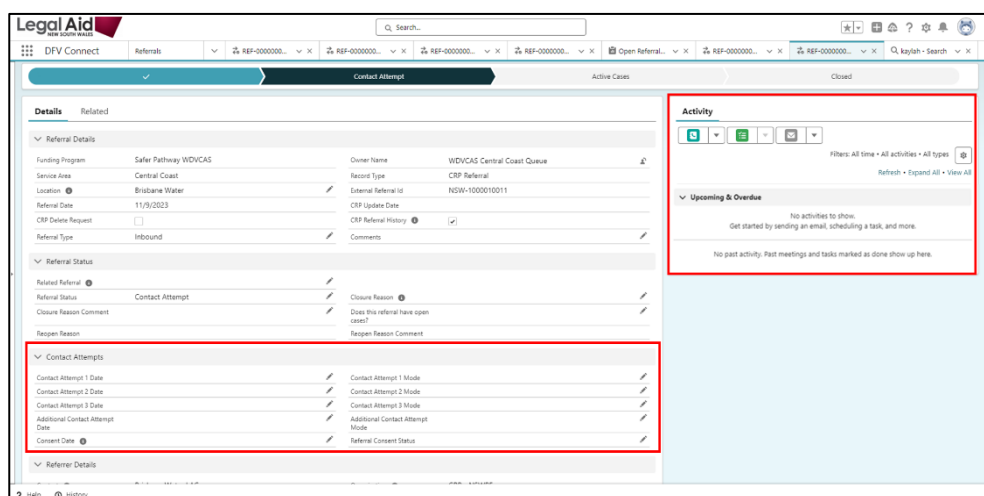 Legal Aid
NEW SOUTH WALES
Search...
DFV Connect
Referrals
REF-0000000...
REF-0000000...
REF-0000000...
REF-0000000...
Open Referral...
REF-0000000...
REF-0000000...
kaylah - Search
Contact Attempt
Active Cases
Closed
Details Related
Referral Details
Funding Program Safer Pathway WDVCAS Owner Name WDVCAS Central Coast Queue
Service Area Central Coast Record Type CRP Referral
Location Brisbane Water External Referral Id NSW-1000010011
Referral Date 11/9/2023 CRP Update Date
CRP Delete Request CRP Referral History
Referral Type Inbound Comments
Referral Status
Related Referral
Referral Status Contact Attempt Closure Reason
Closure Reason Comment Does this referral have open
cases?
Reopen Reason Reopen Reason Comment
Contact Attempts
Contact Attempt 1 Date Contact Attempt 1 Mode
Contact Attempt 2 Date Contact Attempt 2 Mode
Contact Attempt 3 Date Contact Attempt 3 Mode
Additional Contact Attempt Additional Contact Attempt
Date Mode
Consent Date Referral Consent Status
Referrer Details
Activity
Filters: All time • All activities • All types
Refresh • Expand All • View All
Upcoming & Overdue
No activities to show.
Get started by sending an email, scheduling a task, and more.
No past activity. Past meetings and tasks marked as done show up here.
Help History